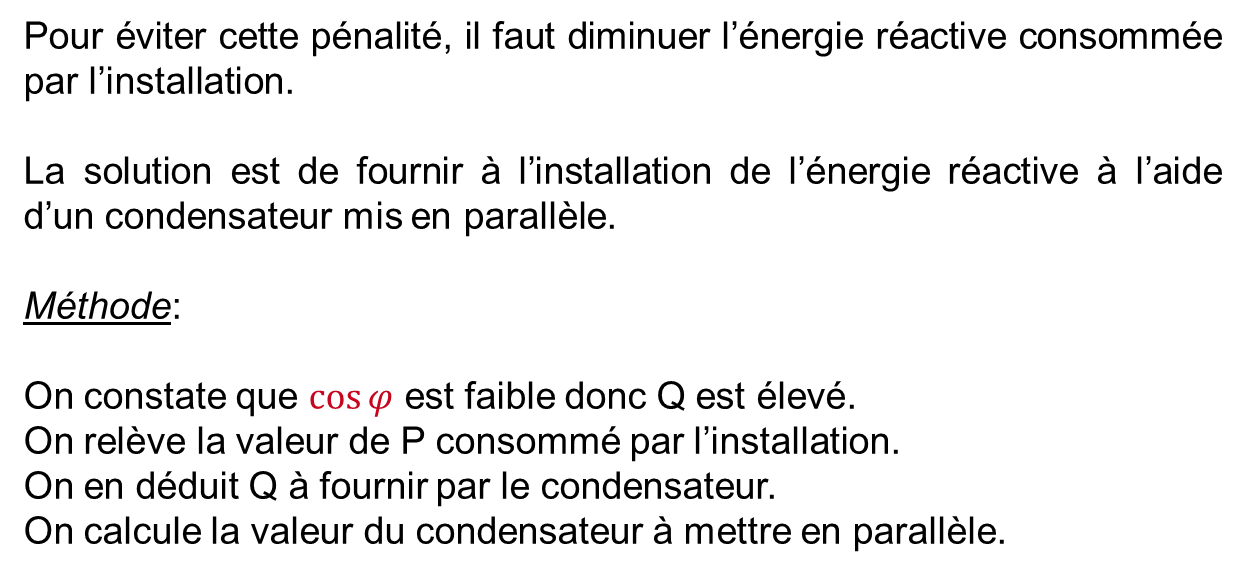 Pour éviter cette pénalité, il faut diminuer l’énergie réactive consommée
par l’installation.
La solution est de fournir à l’installation de l’énergie réactive à l’aide
d’un condensateur mis en parallèle.
Méthode:
On constate que cos φ est faible donc Q est élevé.
On relève la valeur de P consommé par l’installation.
On en déduit Q à fournir par le condensateur.
On calcule la valeur du condensateur à mettre en parallèle.